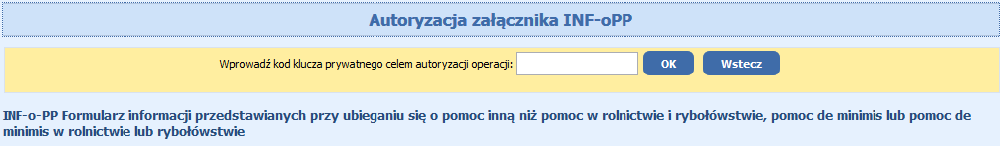 Autoryzacja załącznika INF-oPP
Wprowadź kod klucza prywatnego celem autoryzacji operacji: OK Wstecz
INF-o-PP Formularz informacji przedstawianych przy ubieganiu się o pomoc inną niż pomoc w rolnictwie i rybołówstwie, pomoc de minimis lub pomoc de
minimis w rolnictwie lub rybołówstwie